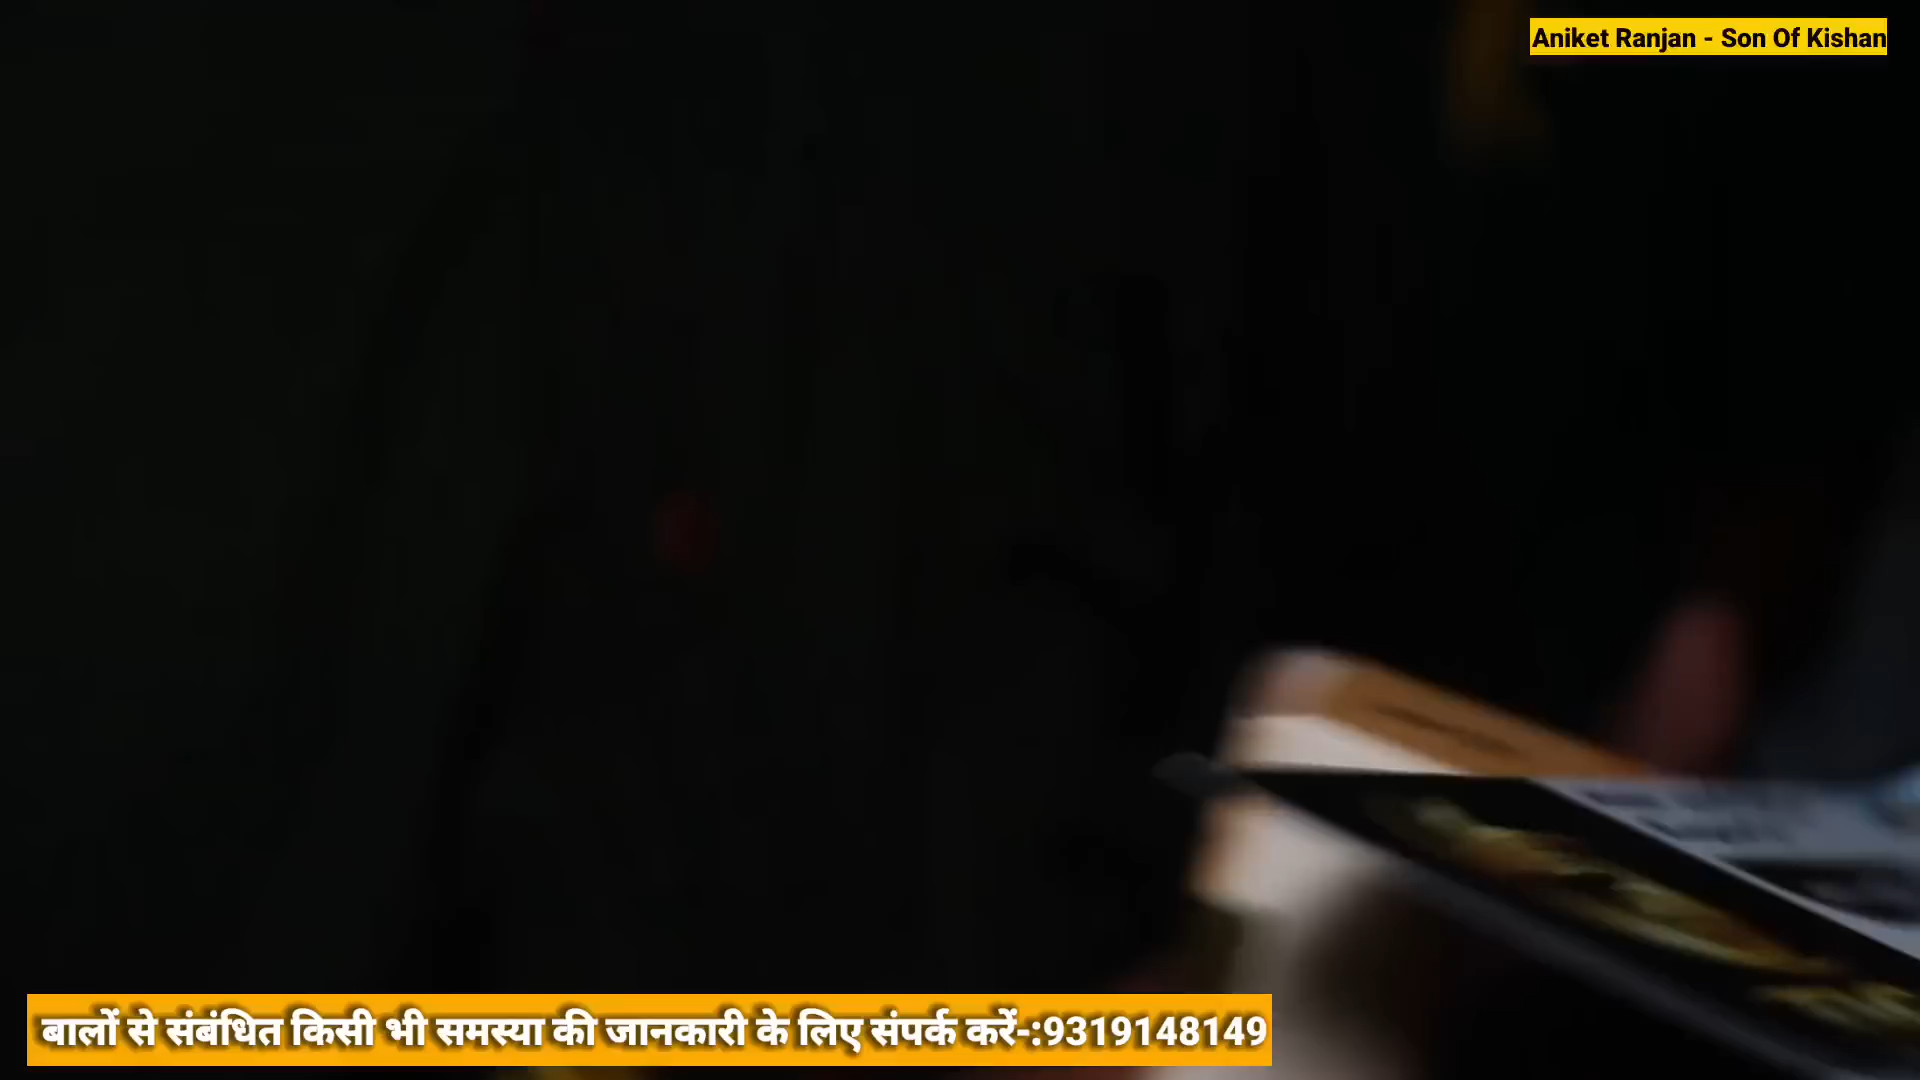 Aniket Ranjan - Son Of Kishan
बालों से संबंधित किसी भी समस्या की जानकारी के लिए संपर्क करें-:9319148149